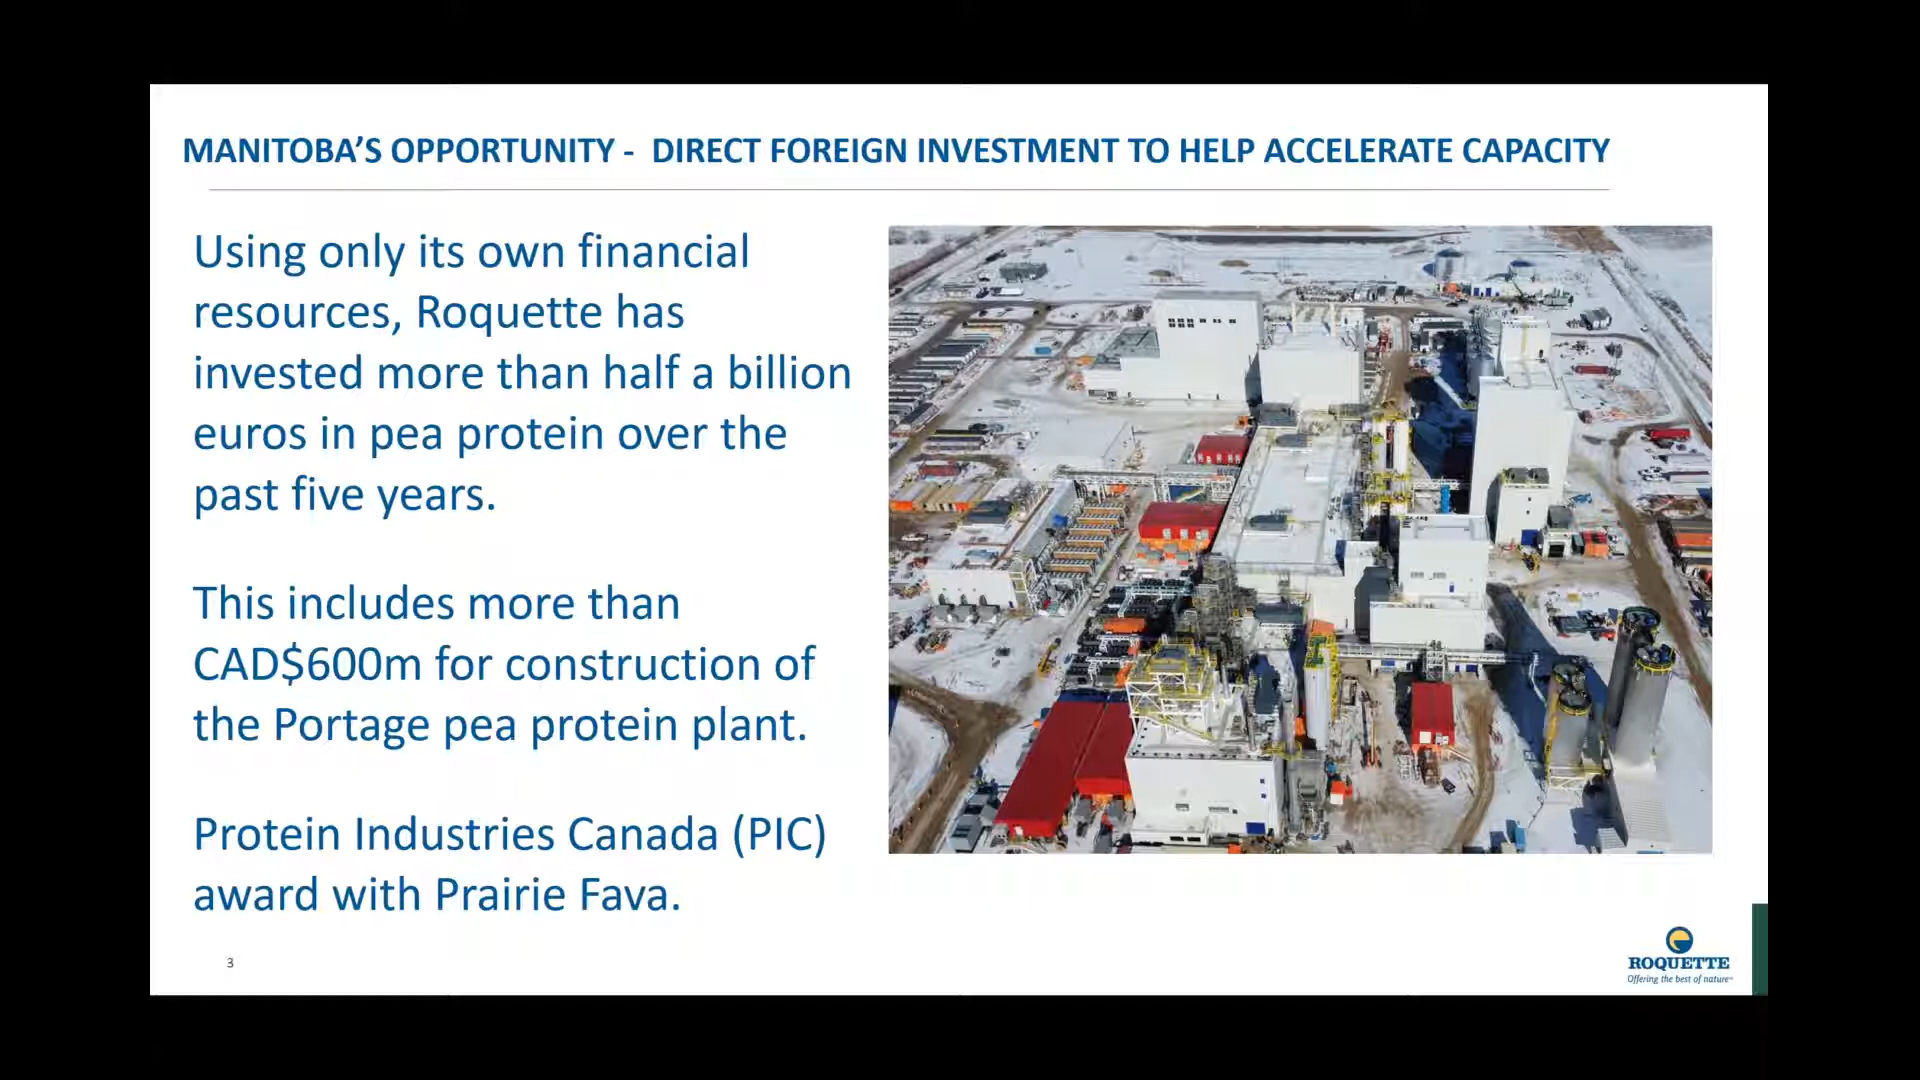 MANITOBA'S OPPORTUNITY -  DIRECT FOREIGN INVESTMENT TO HELP ACCELERATE CAPACITY
Using only its own financial
resources, Roquette has
invested more than half a billion
euros in pea protein over the
past five years.
This includes more than
CAD$600m for construction of
the Portage pea protein plant.
Protein Industries Canada (PIC)
award with Prairie Fava.
3
ROQUETTE
Offering the best of nature™